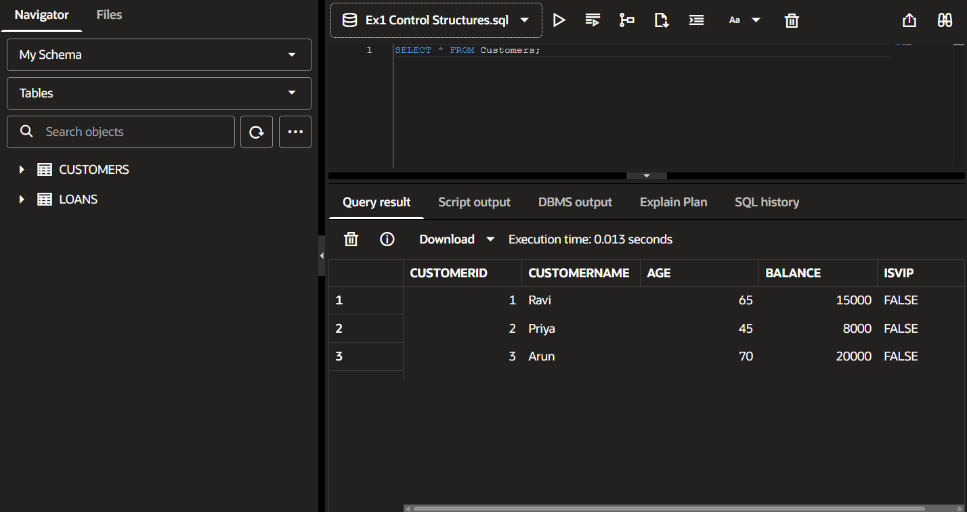 Navigator Files
My Schema
Tables
Search objects
CUSTOMERS
LOANS
Ex1 Control Structures.sql
Aa
1 SELECT * FROM Customers;
Query result Script output DBMS output Explain Plan SQL history
Download Execution time: 0.013 seconds
CUSTOMERID CUSTOMERNAME AGE BALANCE ISVIP
1 1 Ravi 65 15000 FALSE
2 2 Priya 45 8000 FALSE
3 3 Arun 70 20000 FALSE